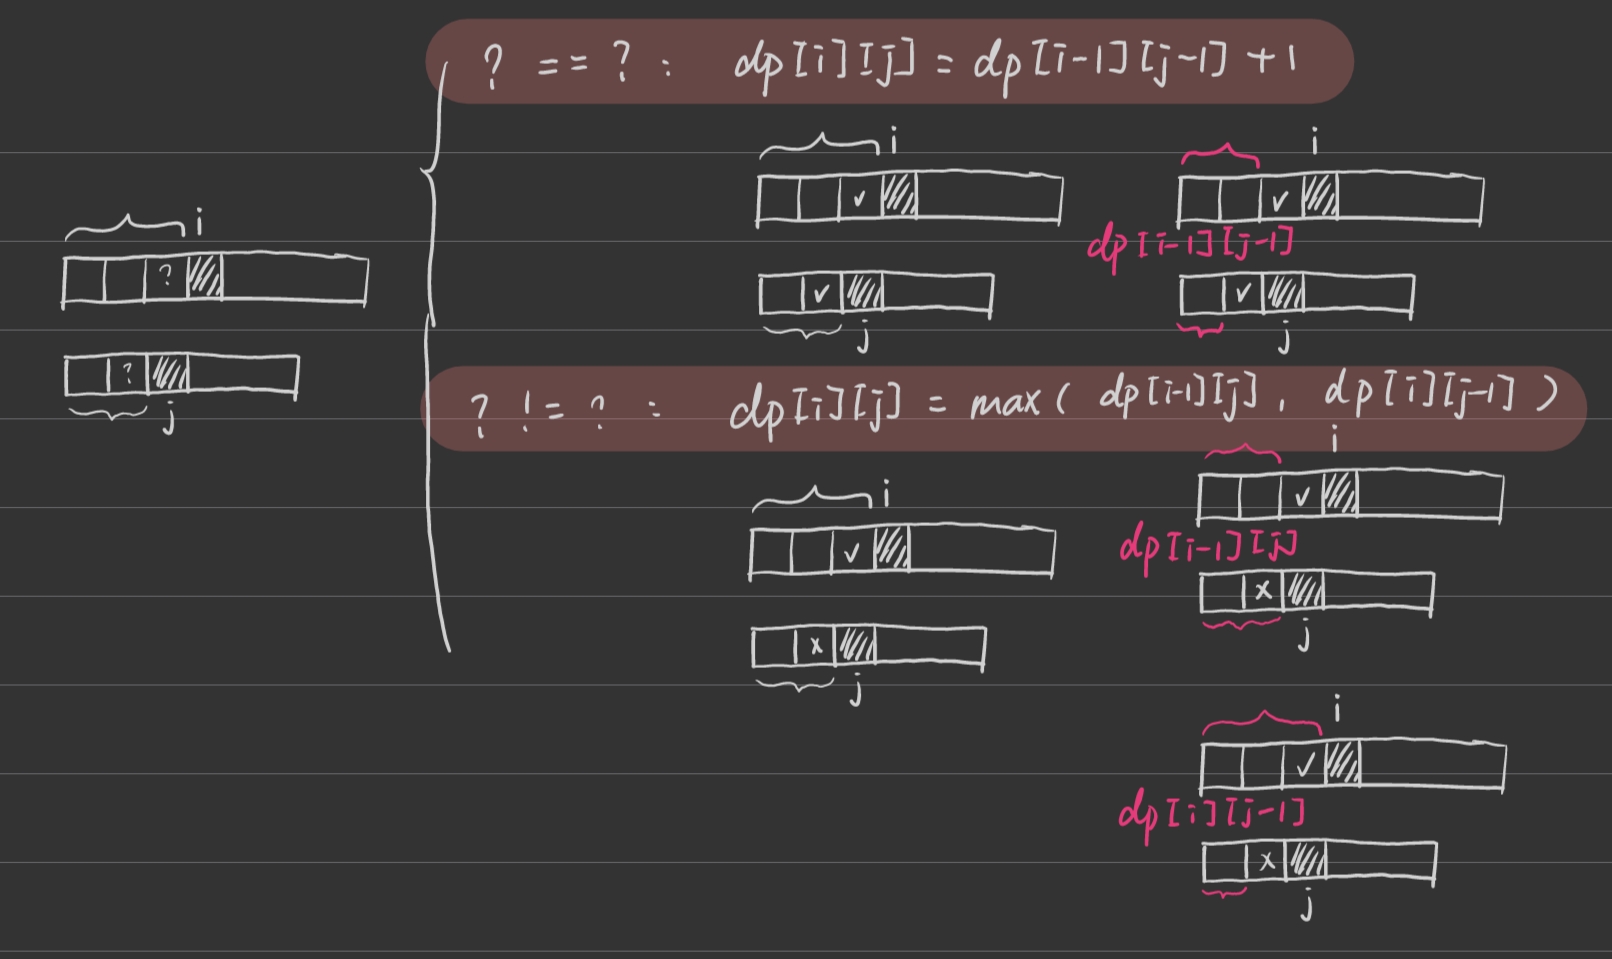 ? == ? : dp[i][j] = dp[i-1][j-1] + 1
i
i
✓
✓
dp[i-1][j-1]
✓
✓
j
j
i
?
?
j
? != ? : dp[i][j] = max( dp[i-1][j], dp[i][j-1] )
i
i
✓
✓
dp[i-1][j]
x
x
j
j
i
✓
dp[i][j-1]
x
j